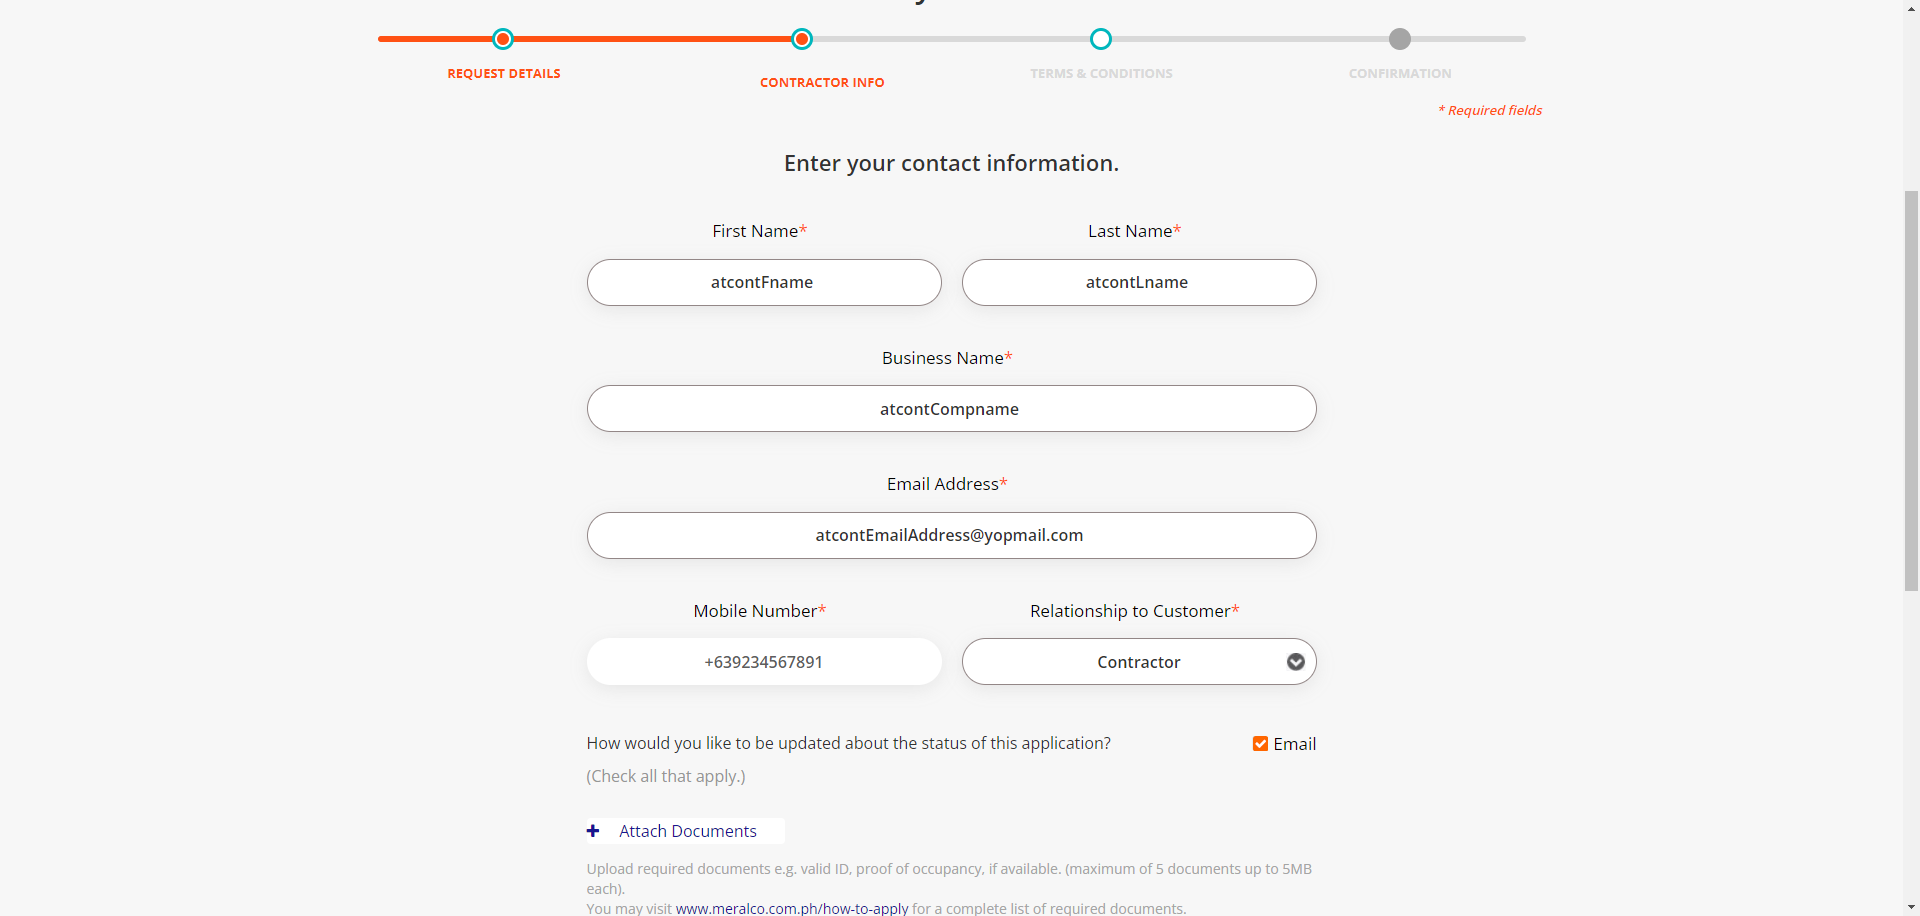 REQUEST DETAILS
CONTRACTOR INFO
TERMS & CONDITIONS
CONFIRMATION
* Required fields
Enter your contact information.
First Name*
Last Name*
atcontFname
atcontLname
Business Name*
atcontCompname
Email Address*
atcontEmailAddress@yopmail.com
Mobile Number*
Relationship to Customer*
+639234567891
Contractor
How would you like to be updated about the status of this application?
Email
(Check all that apply.)
Attach Documents
Upload required documents e.g. valid ID, proof of occupancy, if available. (maximum of 5 documents up to 5MB
each).
You may visit www.meralco.com.ph/how-to-apply for a complete list of required documents.